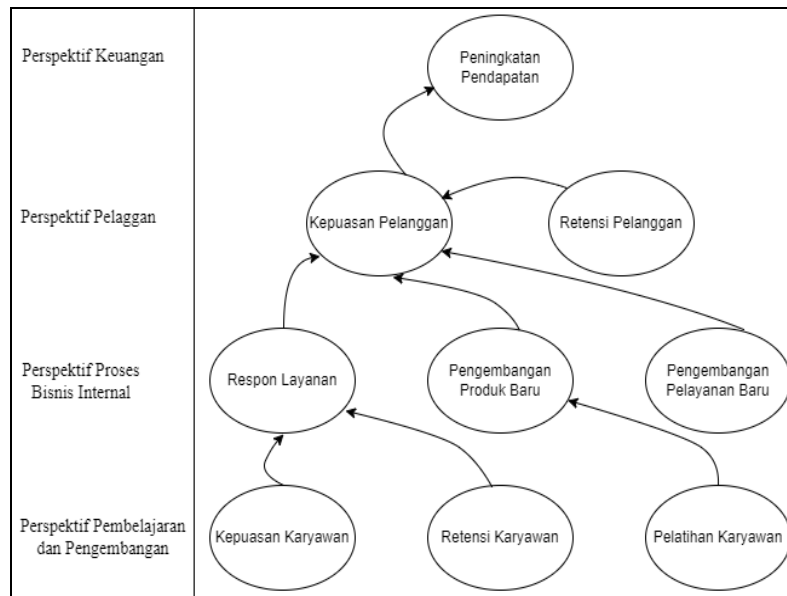 Perspektif Keuangan
Peningkatan
Pendapatan
Perspektif Pelaggan
Kepuasan Pelanggan
Retensi Pelanggan
Perspektif Proses
Bisnis Internal
Respon Layanan
Pengembangan
Produk Baru
Pengembangan
Pelayanan Baru
Perspektif Pembelajaran
dan Pengembangan
Kepuasan Karyawan
Retensi Karyawan
Pelatihan Karyawan